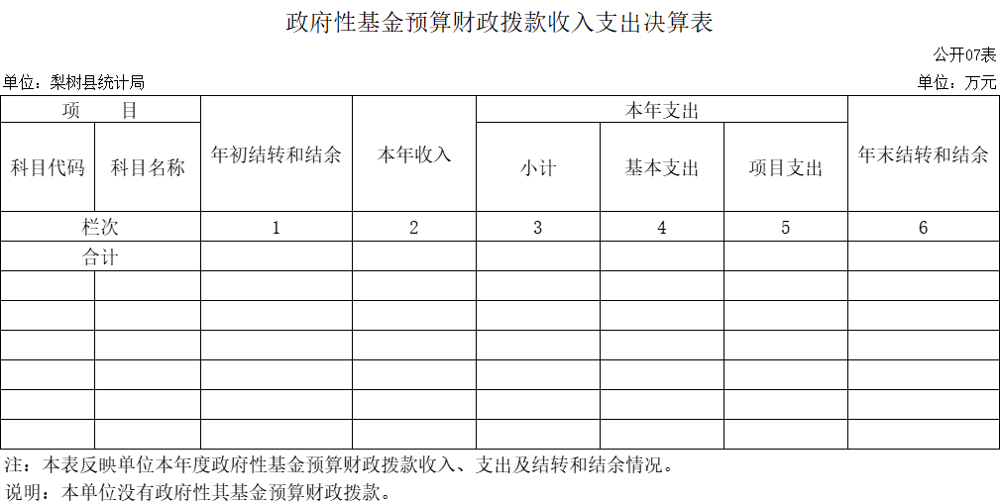 政府性基金预算财政拨款收入支出决算表
公开07表
单位：梨树县统计局 单位：万元
项 目 年初结转和结余 本年收入 本年支出 年末结转和结余
科目代码 科目名称 小计 基本支出 项目支出
栏次 1 2 3 4 5 6
合计
注：本表反映单位本年度政府性基金预算财政拨款收入、支出及结转和结余情况。
说明：本单位没有政府性其基金预算财政拨款。